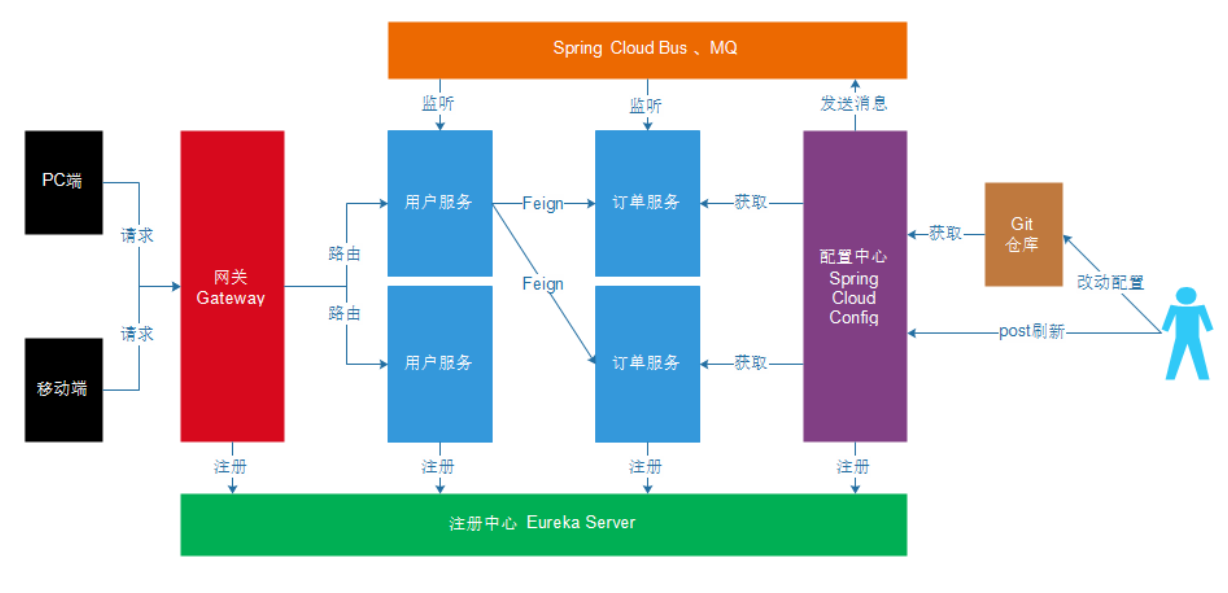 Spring Cloud Bus 、MQ
监听
监听
发送消息
PC端
请求
请求
移动端
网关
Gateway
路由
路由
用户服务
用户服务
Feign
Feign
订单服务
订单服务
获取
获取
配置中心
Spring
Cloud
Config
获取
Git
仓库
改动配置
post刷新
注册
注册
注册
注册
注册中心 Eureka Server